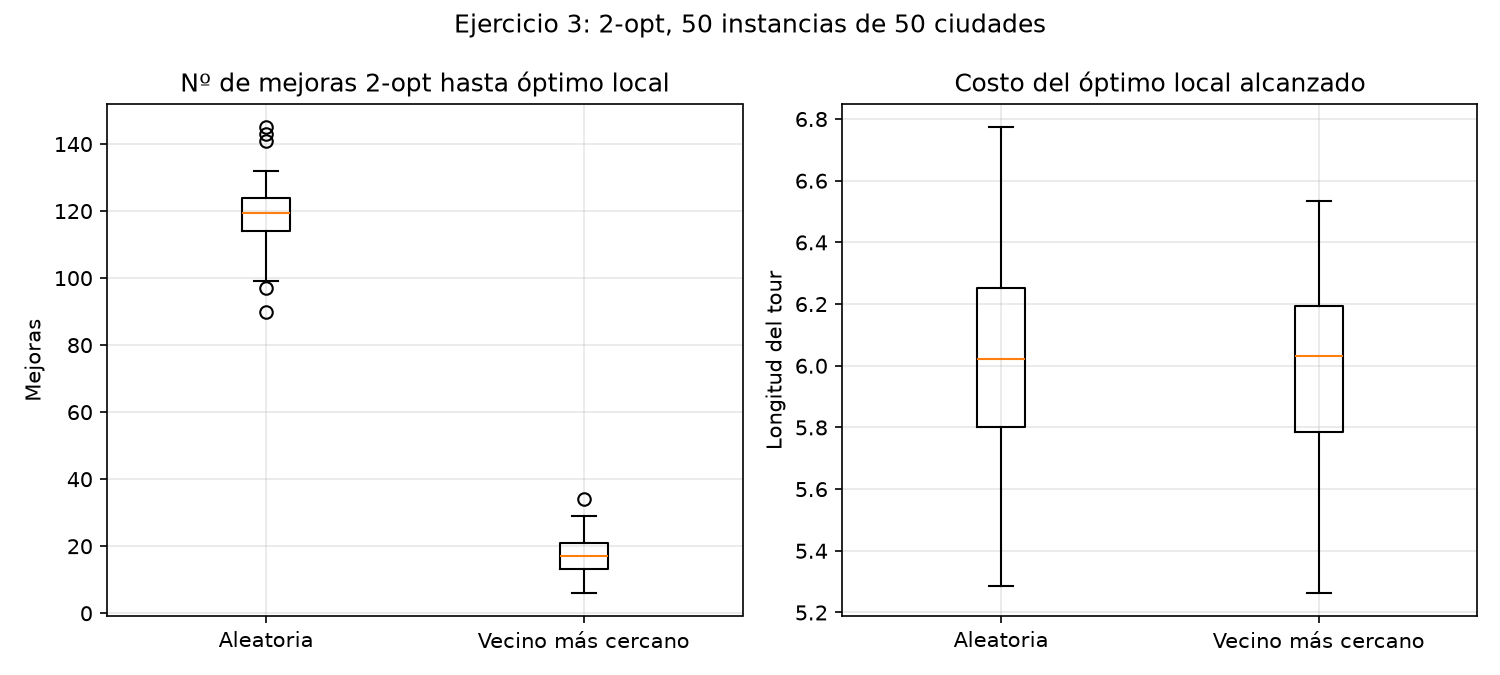 Ejercicio 3: 2-opt, 50 instancias de 50 ciudades
Nº de mejoras 2-opt hasta óptimo local
Mejoras
140
120
100
80
60
40
20
0
Aleatoria
Vecino más cercano
Costo del óptimo local alcanzado
Longitud del tour
6.8
6.6
6.4
6.2
6.0
5.8
5.6
5.4
5.2
Aleatoria
Vecino más cercano